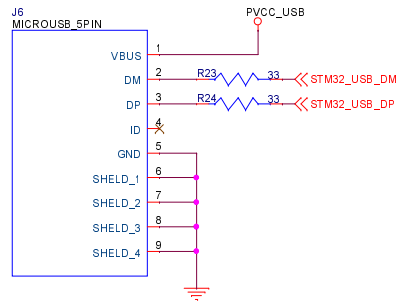 J6
MICROUSB_5PIN
PVCC_USB
VBUS 1
DM 2 R23 33 STM32_USB_DM
DP 3 R24 33 STM32_USB_DP
ID 4
GND 5
SHELD_1 6
SHELD_2 7
SHELD_3 8
SHELD_4 9